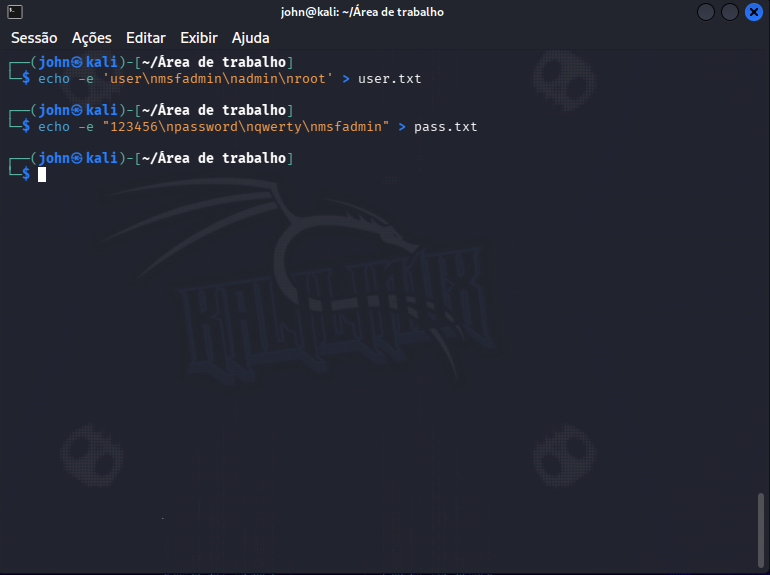 john@kali: ~/Área de trabalho
Sessão Ações Editar Exibir Ajuda
┌──(john㉿kali)-[~/Área de trabalho]
└─$ echo -e 'user\nmsfadmin\nadmin\nroot' > user.txt
┌──(john㉿kali)-[~/Área de trabalho]
└─$ echo -e "123456\npassword\nqwerty\nmsfadmin" > pass.txt
┌──(john㉿kali)-[~/Área de trabalho]
└─$
KALI LINUX